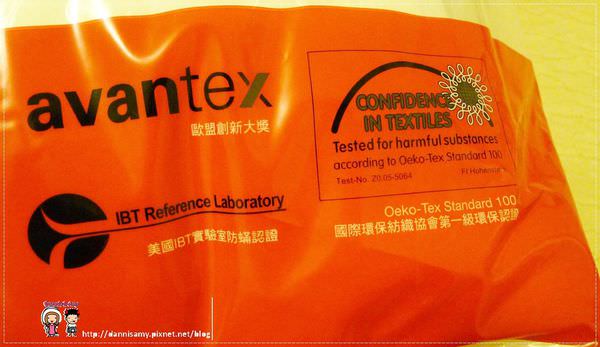 avantex
歐盟創新大獎
CONFIDENCE
IN TEXTILES
Tested for harmful substances
according to Oeko-Tex Standard 100
Test-No. Z0.05-5064 FI Hohenstein
IBT Reference Laboratory
美國IBT實驗室防蟎認證
Oeko-Tex Standard 100
國際環保紡織協會第一級環保認證
http://dannisamy.pixnet.net/blog